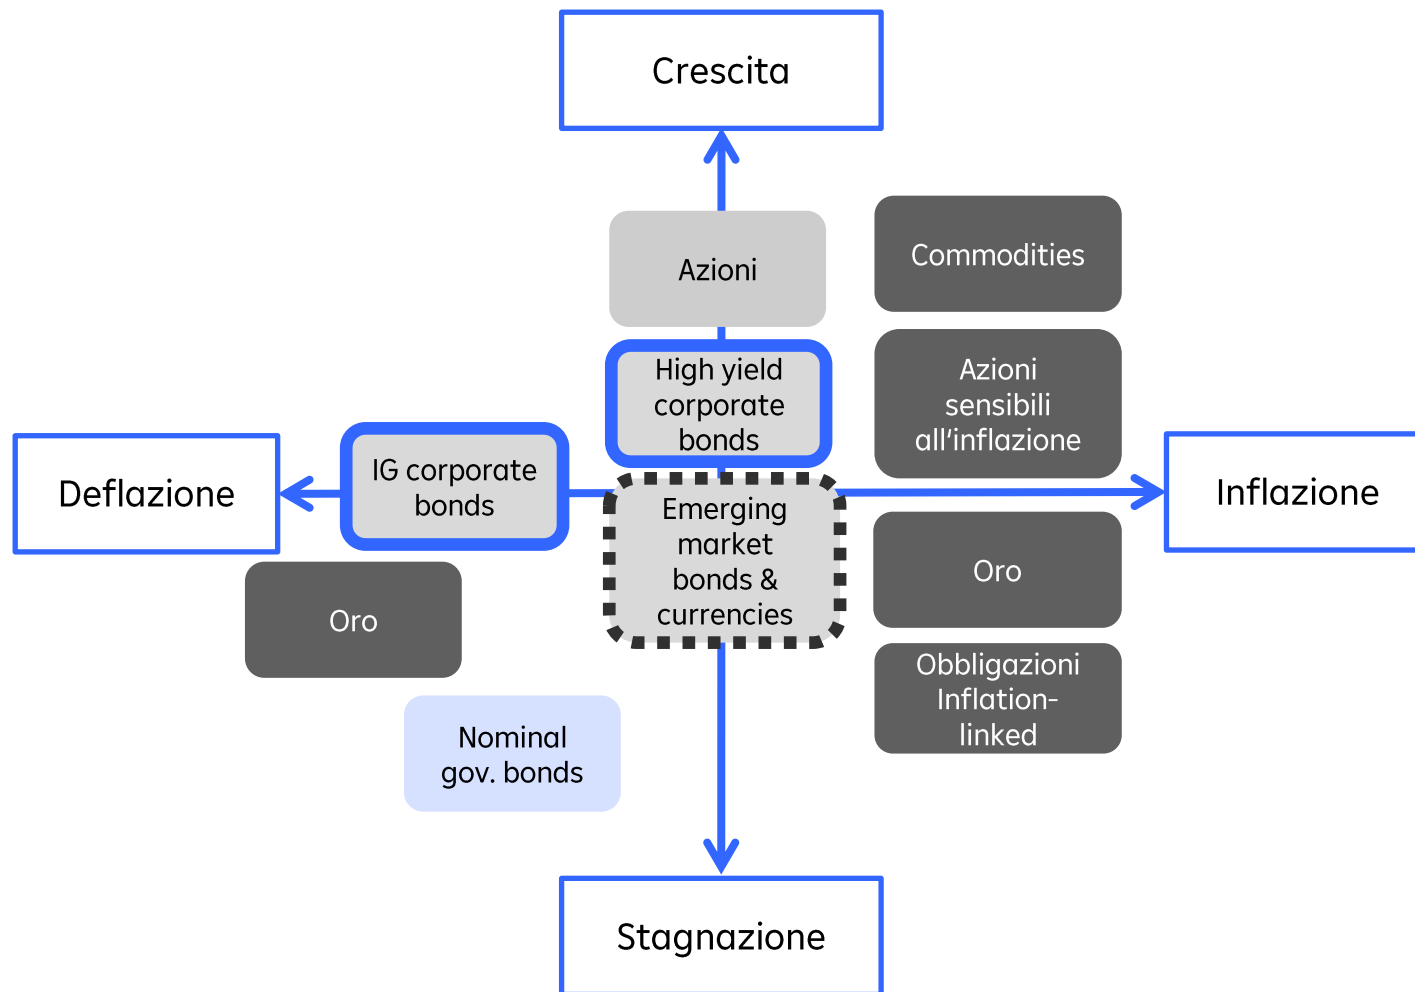 Crescita
Azioni
Commodities
High yield
corporate
bonds
Azioni
sensibili
all'inflazione
Deflazione
IG corporate
bonds
Emerging
market
bonds &
currencies
Inflazione
Oro
Oro
Nominal
gov. bonds
Obbligazioni
Inflation-
linked
Stagnazione